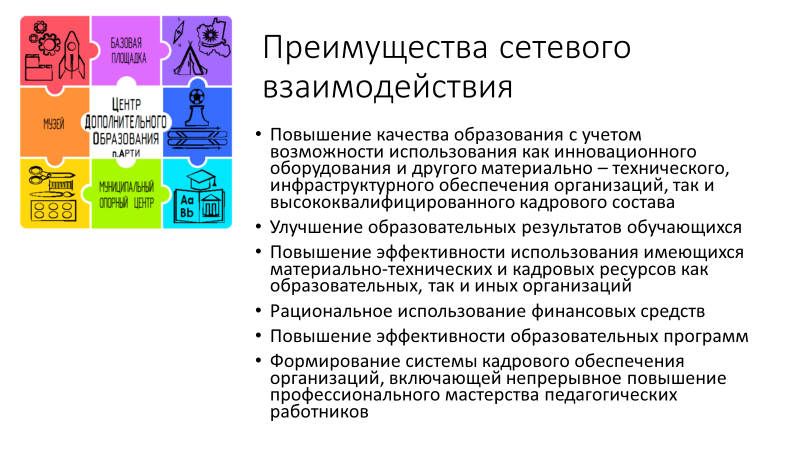 БАЗОВАЯ
ПЛОЩАДКА
МУЗЕЙ
ЦЕНТР
ДОПОЛНИТЕЛЬНОГО
ОБРАЗОВАНИЯ
п.АРТИ
МУНИЦИПАЛЬНЫЙ
ОПОРНЫЙ ЦЕНТР
Aa
Bb
Преимущества сетевого
взаимодействия
• Повышение качества образования с учетом
возможности использования как инновационного
оборудования и другого материально – технического,
инфраструктурного обеспечения организаций, так и
высококвалифицированного кадрового состава
• Улучшение образовательных результатов обучающихся
• Повышение эффективности использования имеющихся
материально-технических и кадровых ресурсов как
образовательных, так и иных организаций
• Рациональное использование финансовых средств
• Повышение эффективности образовательных программ
• Формирование системы кадрового обеспечения
организаций, включающей непрерывное повышение
профессионального мастерства педагогических
работников